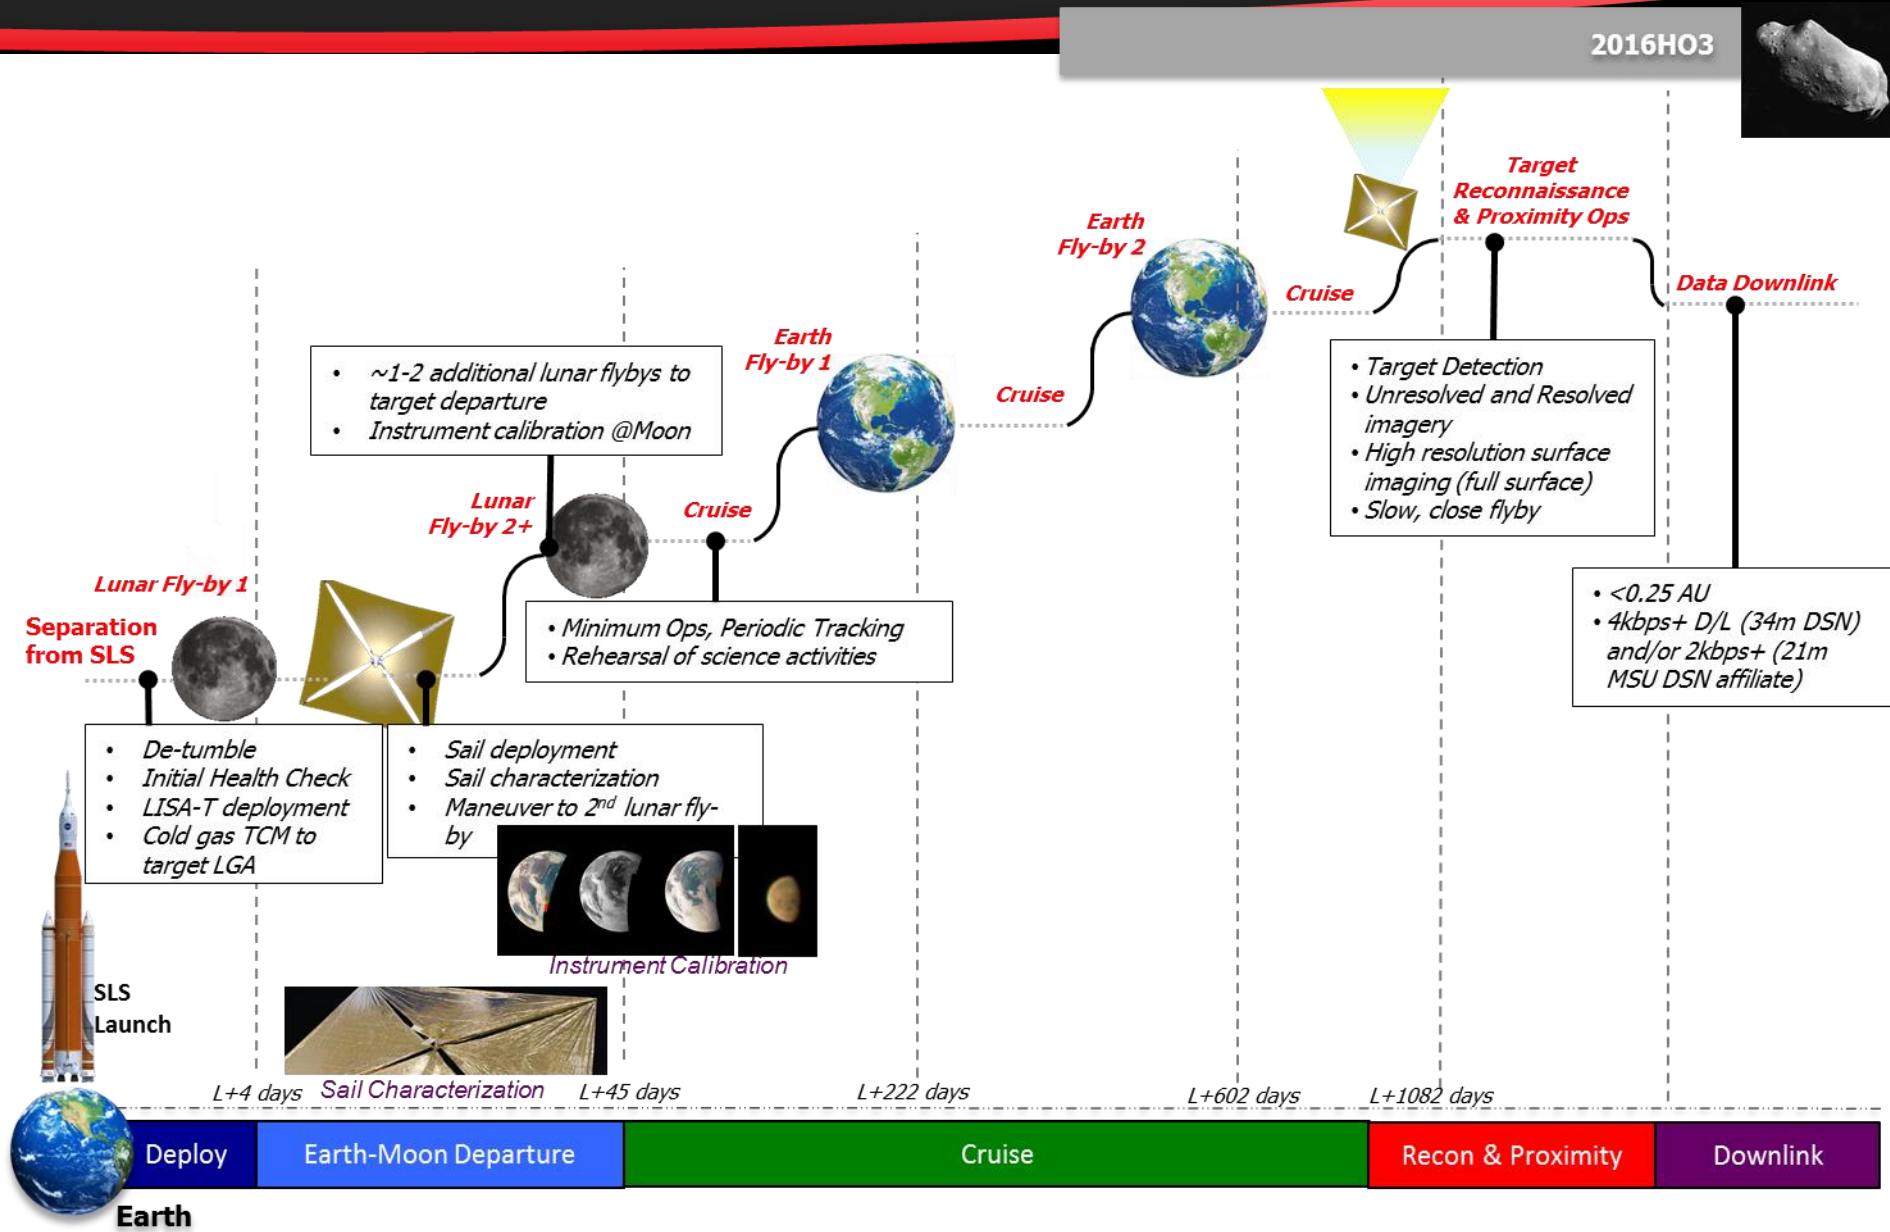 2016HO3
Target
Reconnaissance
& Proximity Ops
Earth
Fly-by 2
Cruise
Data Downlink
Earth
Fly-by 1
Cruise
• ~1-2 additional lunar flybys to
target departure
• Instrument calibration @Moon
• Target Detection
• Unresolved and Resolved
imagery
• High resolution surface
imaging (full surface)
• Slow, close flyby
Lunar
Fly-by 2+
Cruise
Lunar Fly-by 1
Separation
from SLS
• Minimum Ops, Periodic Tracking
• Rehearsal of science activities
• <0.25 AU
• 4kbps+ D/L (34m DSN)
and/or 2kbps+ (21m
MSU DSN affiliate)
• De-tumble
• Initial Health Check
• LISA-T deployment
• Cold gas TCM to
target LGA
• Sail deployment
• Sail characterization
• Maneuver to 2nd lunar fly-
by
Instrument Calibration
SLS
Launch
Sail Characterization
L+4 days
L+45 days
L+222 days
L+602 days
L+1082 days
Deploy
Earth-Moon Departure
Cruise
Recon & Proximity
Downlink
Earth